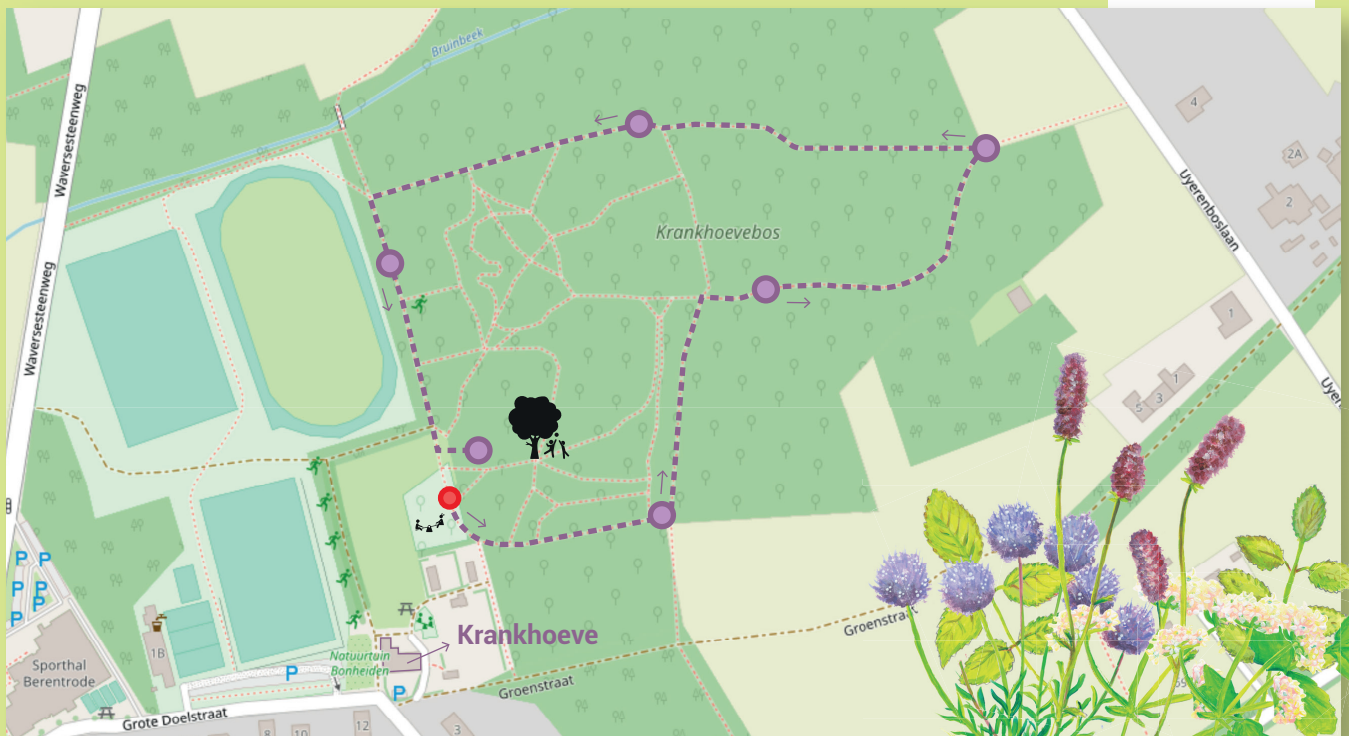 Bruinbeek
Waversesteenweg
4
2A
2
Uyerenboslaan
Krankhoevebos
Waversesteenweg
1
1
3
5
P
P
P
P
P
P
Groenstraat
1B
Krankhoeve
Natuurtuin
Bonheiden
Sporthal
Berentrode
P
P
Groenstraat
Grote Doelstraat
8
10
12
3